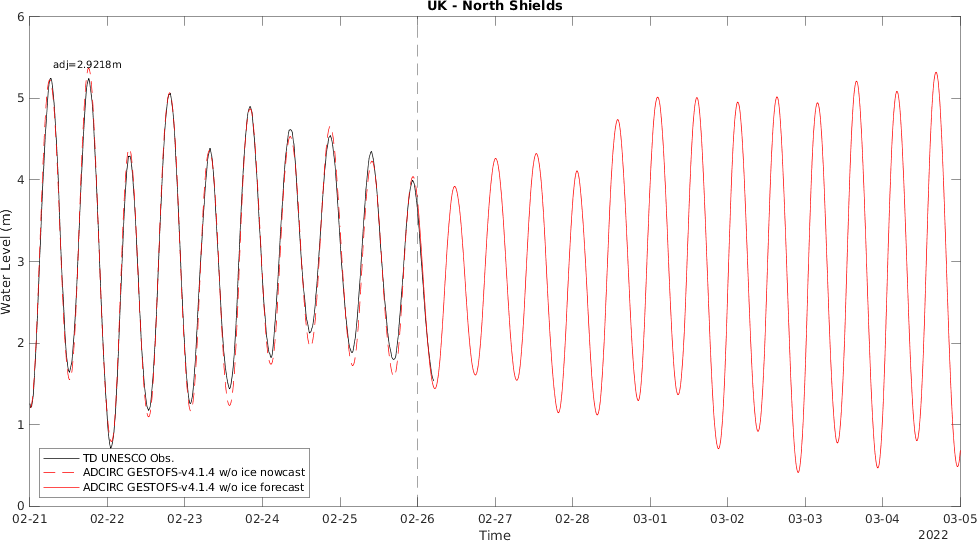 UK - North Shields
adj=2.9218m
Water Level (m)
6
5
4
3
2
1
0
TD UNESCO Obs.
ADCIRC GESTOFS-v4.1.4 w/o ice nowcast
ADCIRC GESTOFS-v4.1.4 w/o ice forecast
02-21 02-22 02-23 02-24 02-25 02-26 02-27 02-28 03-01 03-02 03-03 03-04 03-05
Time
2022